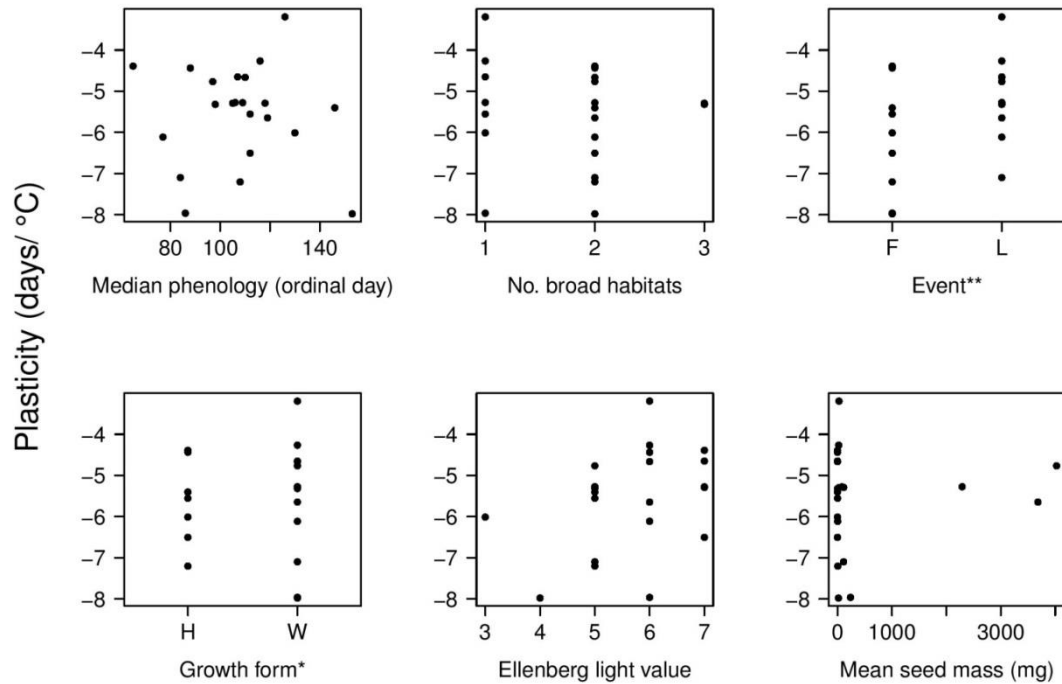 Plasticity (days/ °C)
−4
−5
−6
−7
−8
80 100 140
Median phenology (ordinal day)
−4
−5
−6
−7
−8
1 2 3
No. broad habitats
−4
−5
−6
−7
−8
F L
Event**
−4
−5
−6
−7
−8
H W
Growth form*
−4
−5
−6
−7
−8
3 4 5 6 7
Ellenberg light value
−4
−5
−6
−7
−8
0 1000 3000
Mean seed mass (mg)